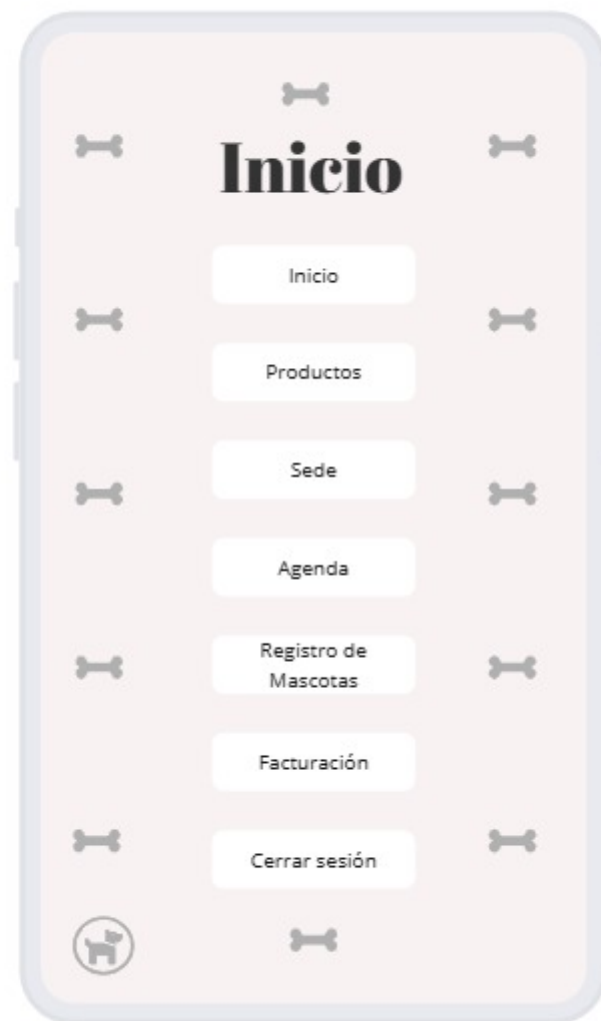 Inicio
Inicio
Productos
Sede
Agenda
Registro de
Mascotas
Facturación
Cerrar sesión